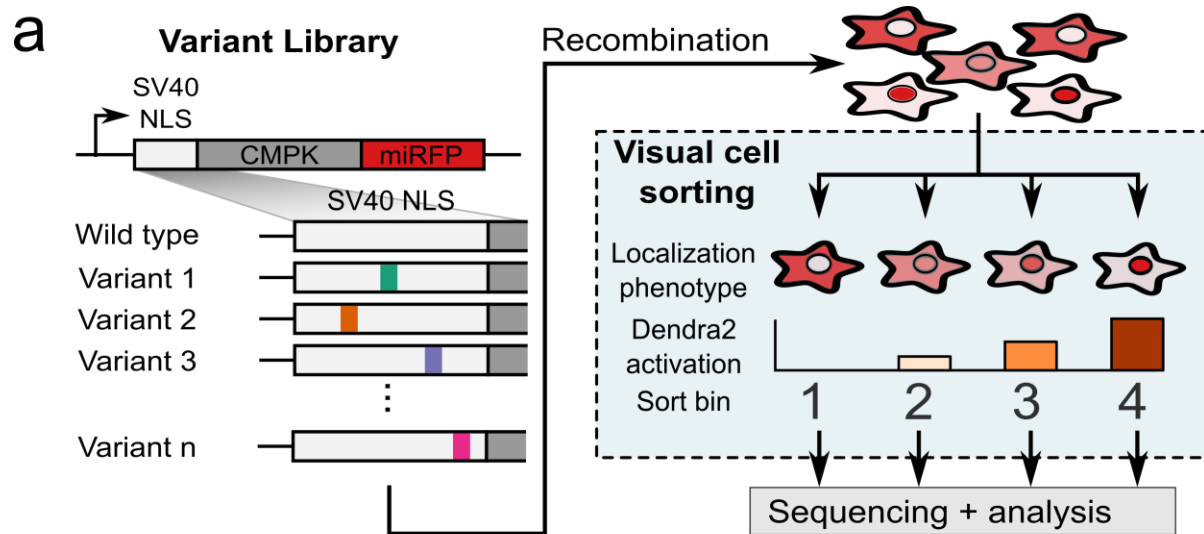 a
Variant Library
SV40
NLS
CMPK
miRFP
SV40 NLS
Wild type
Variant 1
Variant 2
Variant 3
⋮
Variant n
Recombination
Visual cell
sorting
Localization
phenotype
Dendra2
activation
Sort bin
1
2
3
4
Sequencing + analysis